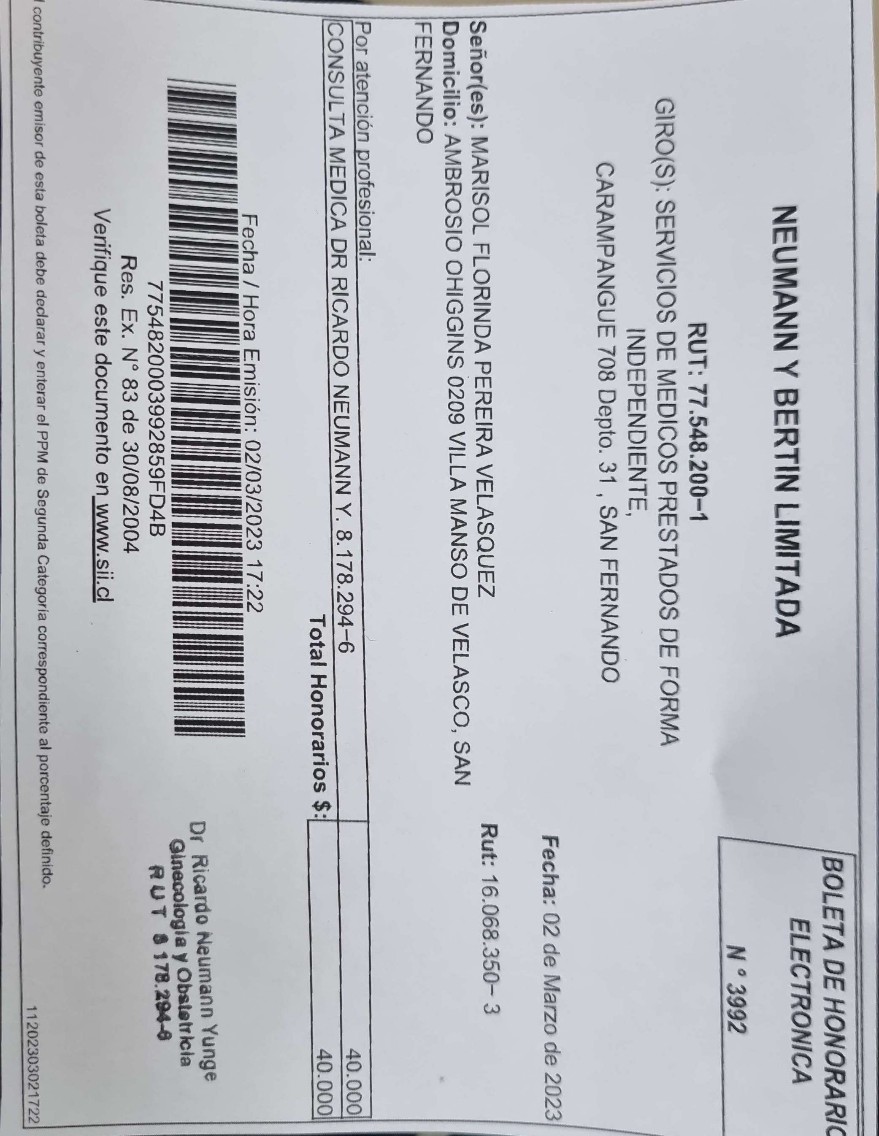 BOLETA DE HONORARIO
ELECTRONICA
N° 3992
NEUMANN Y BERTIN LIMITADA
RUT: 77.548.200-1
GIRO(S): SERVICIOS DE MEDICOS PRESTADOS DE FORMA
INDEPENDIENTE,
CARAMPANGUE 708 Depto. 31 , SAN FERNANDO
Fecha: 02 de Marzo de 2023
Señor(es): MARISOL FLORINDA PEREIRA VELASQUEZ Rut: 16.068.350- 3
Domicilio: AMBROSIO OHIGGINS 0209 VILLA MANSO DE VELASCO, SAN
FERNANDO
Por atención profesional:
CONSULTA MEDICA DR RICARDO NEUMANN Y. 8.178.294-6 40.000
Total Honorarios $: 40.000
Fecha / Hora Emisión: 02/03/2023 17:22
7754820003992859FD4B
Res. Ex. N° 83 de 30/08/2004
Verifique este documento en www.sii.cl
Dr Ricardo Neumann Yunge
Ginecologia y Obstetricia
RUT 8 178.294-6
l contribuyente emisor de esta boleta debe declarar y enterar el PPM de Segunda Categoría correspondiente al porcentaje definido.
11202303021722